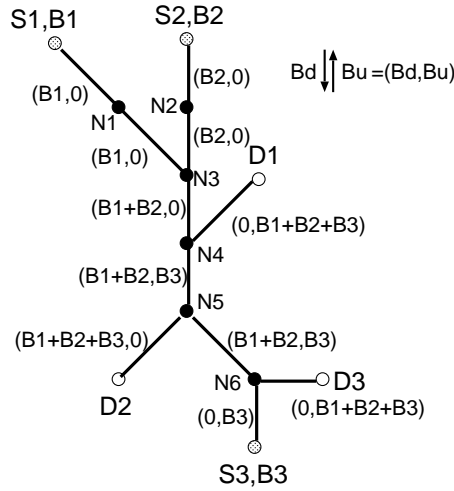 S1,B1
S2,B2
Bd Bu =(Bd,Bu)
(B1,0)
(B2,0)
N1
N2
(B2,0)
(B1,0)
D1
N3
(B1+B2,0)
(0,B1+B2+B3)
N4
(B1+B2,B3)
N5
(B1+B2+B3,0)
(B1+B2,B3)
N6
D3
D2
(0,B3)
(0,B1+B2+B3)
S3,B3